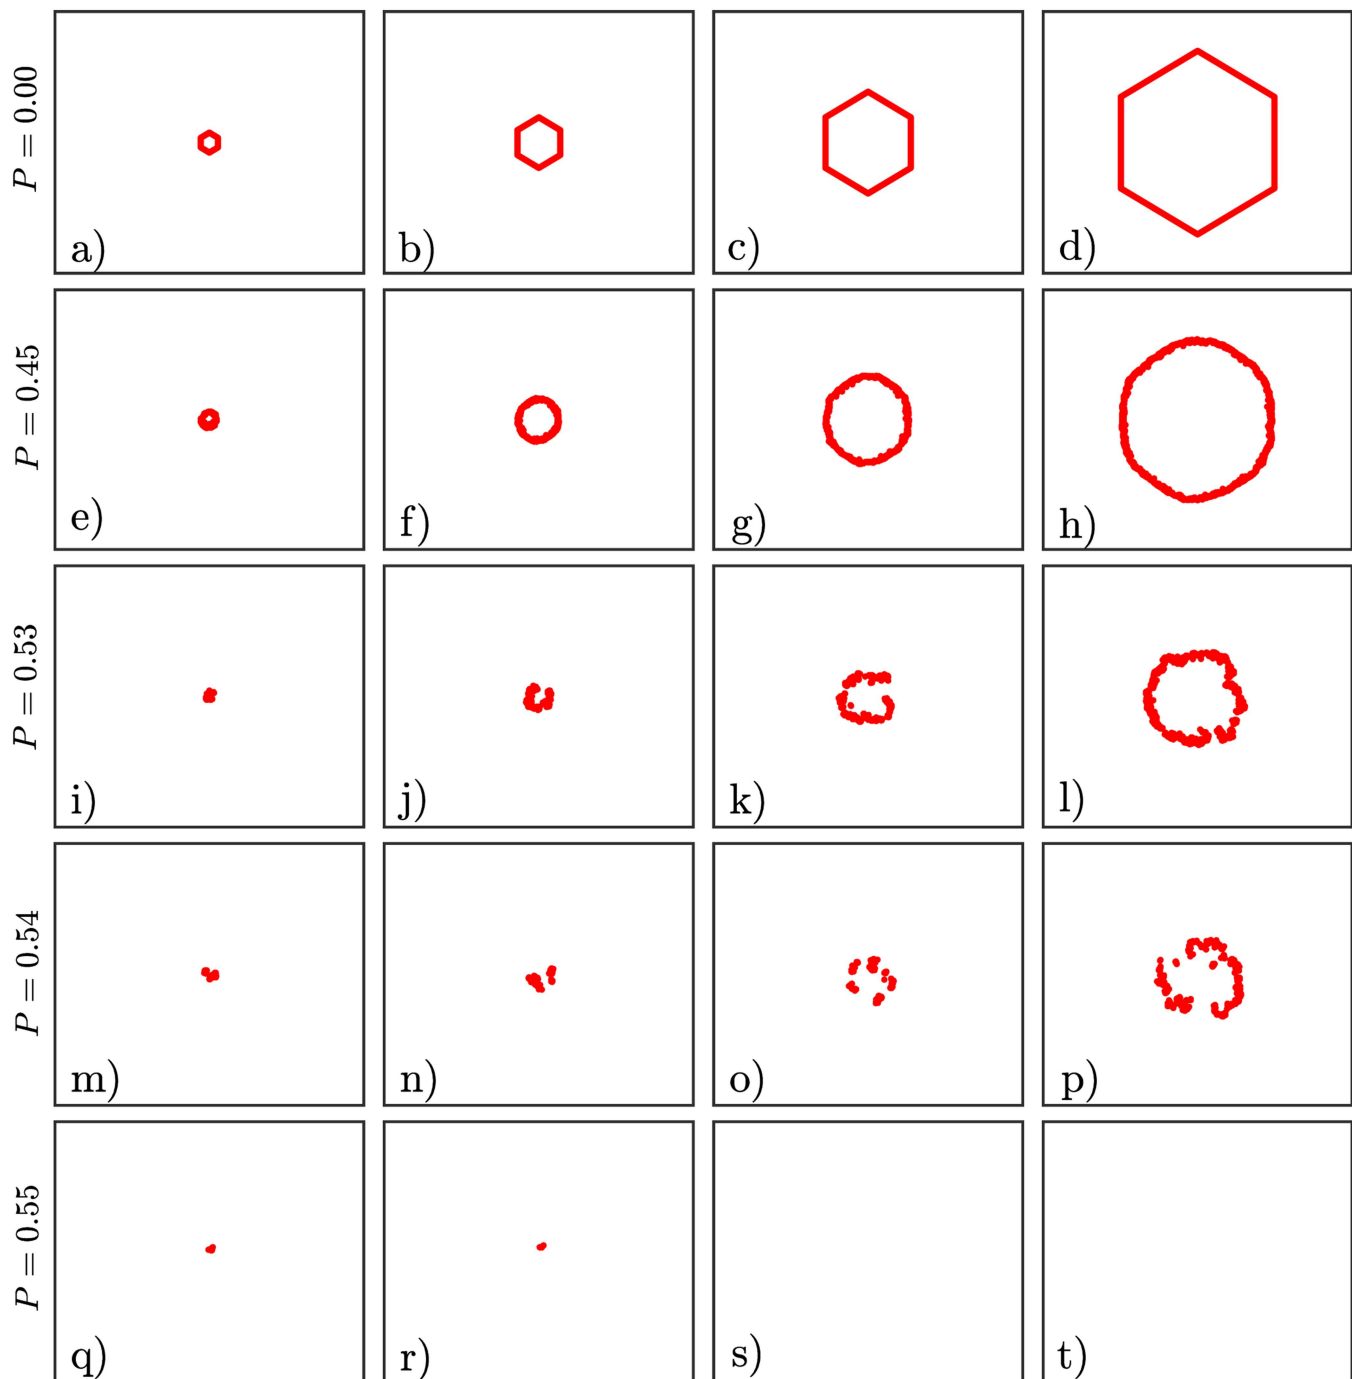 P = 0.00
a)
b)
c)
d)
P = 0.45
e)
f)
g)
h)
P = 0.53
i)
j)
k)
l)
P = 0.54
m)
n)
o)
p)
P = 0.55
q)
r)
s)
t)